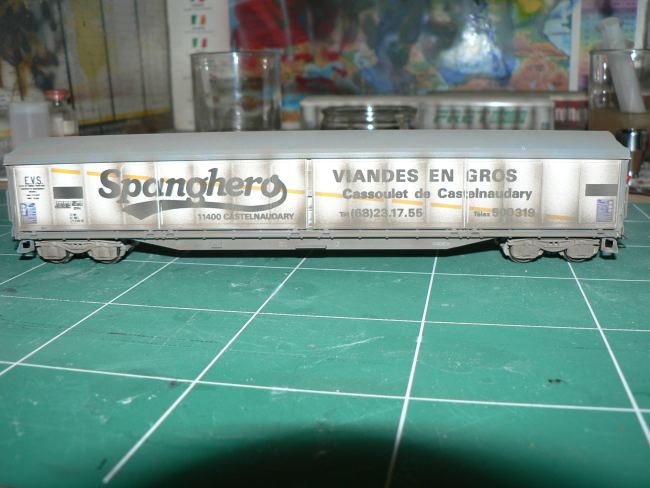 E.V.S.
Spanghero
11400 CASTELNAUDARY
VIANDES EN GROS
Cassoulet de Castelnaudary
Tél (68)23.17.55
Télex 500319